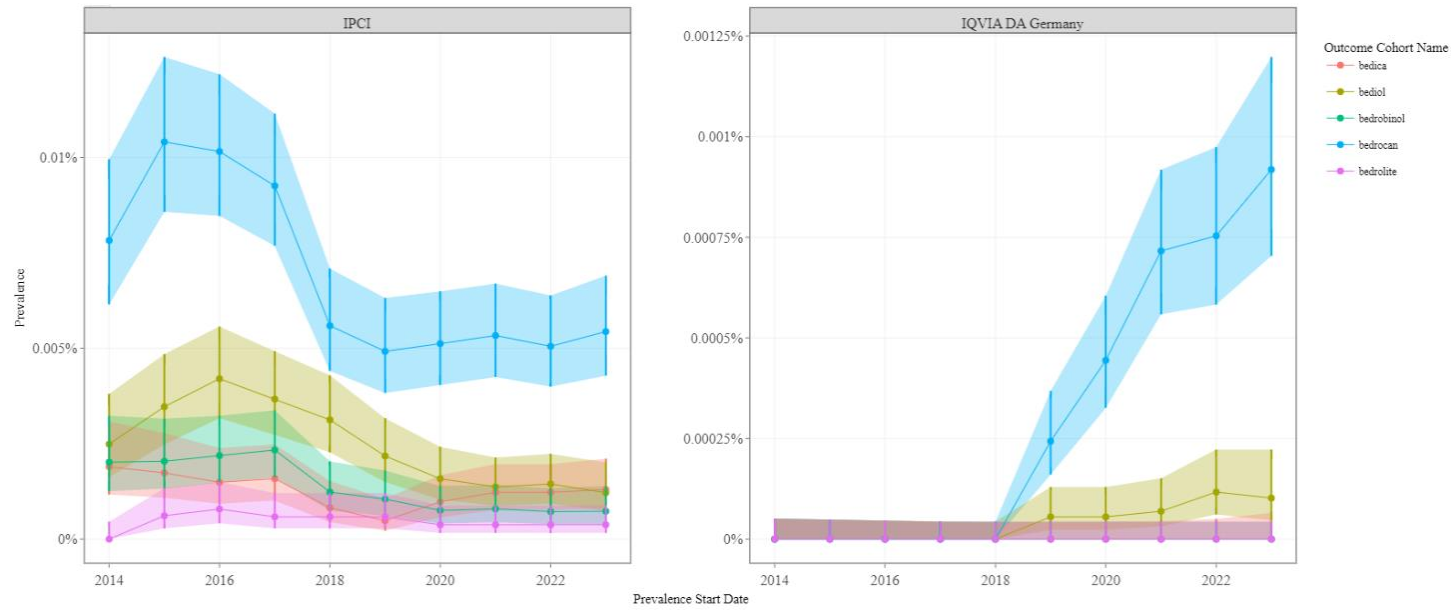 IPCI
IQVIA DA Germany
Prevalence
0.01%
0.005%
0%
2014 2016 2018 2020 2022
0.00125%
0.001%
0.00075%
0.0005%
0.00025%
0%
2014 2016 2018 2020 2022
Prevalence Start Date
Outcome Cohort Name
bedica
bediol
bedrobinol
bedrocan
bedrolite